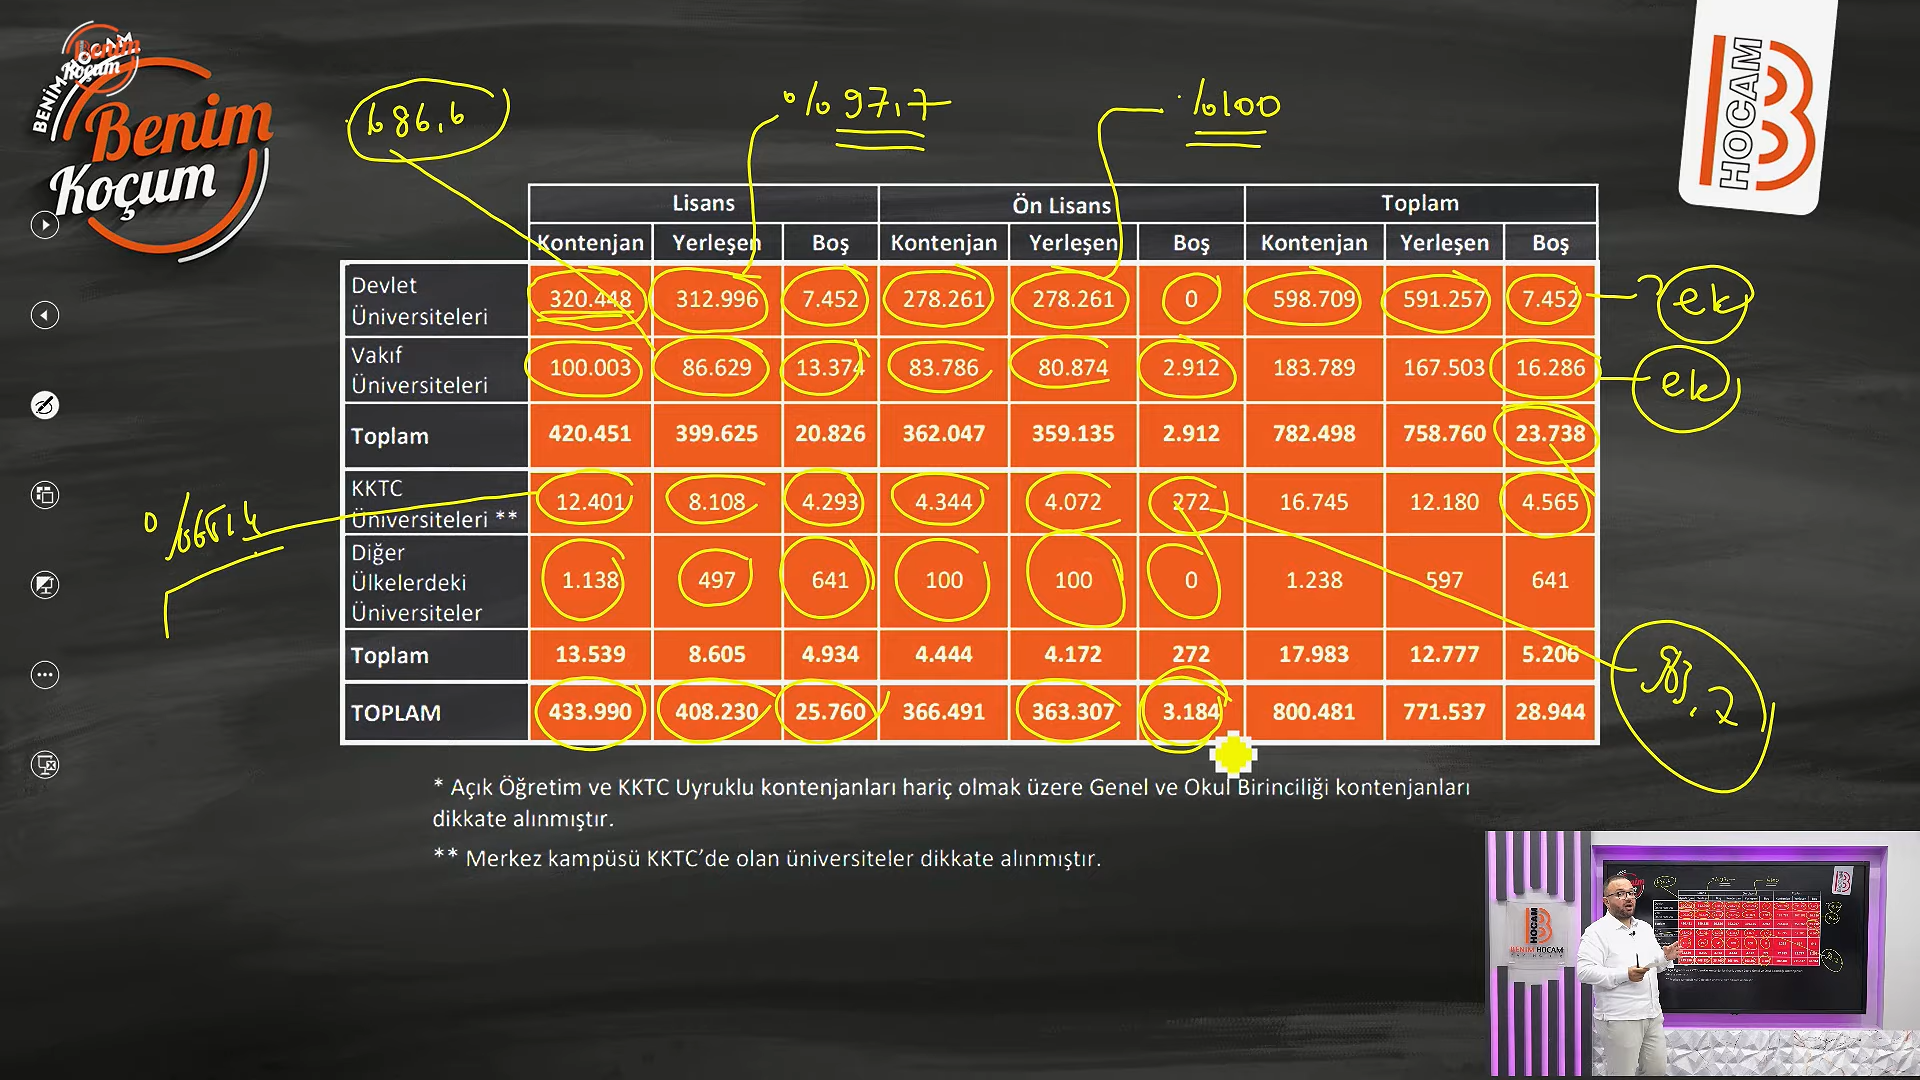 BENİM HOCAM
Benim
Koçum
Benim
Koçum
HOCAM
%86,6
%97,7
%100
Lisans Ön Lisans Toplam
Kontenjan Yerleşen Boş Kontenjan Yerleşen Boş Kontenjan Yerleşen Boş
Devlet
Üniversiteleri 320.448 312.996 7.452 278.261 278.261 0 598.709 591.257 7.452
ek
Vakıf
Üniversiteleri 100.003 86.629 13.374 83.786 80.874 2.912 183.789 167.503 16.286
ek
Toplam 420.451 399.625 20.826 362.047 359.135 2.912 782.498 758.760 23.738
KKTC
Üniversiteleri ** 12.401 8.108 4.293 4.344 4.072 272 16.745 12.180 4.565
Diğer
Ülkelerdeki
Üniversiteler 1.138 497 641 100 100 0 1.238 597 641
Toplam 13.539 8.605 4.934 4.444 4.172 272 17.983 12.777 5.206
TOPLAM 433.990 408.230 25.760 366.491 363.307 3.184 800.481 771.537 28.944
* Açık Öğretim ve KKTC Uyruklu kontenjanları hariç olmak üzere Genel ve Okul Birinciliği kontenjanları
dikkate alınmıştır.
** Merkez kampüsü KKTC’de olan üniversiteler dikkate alınmıştır.
HOCAM
BENİM HOCAM